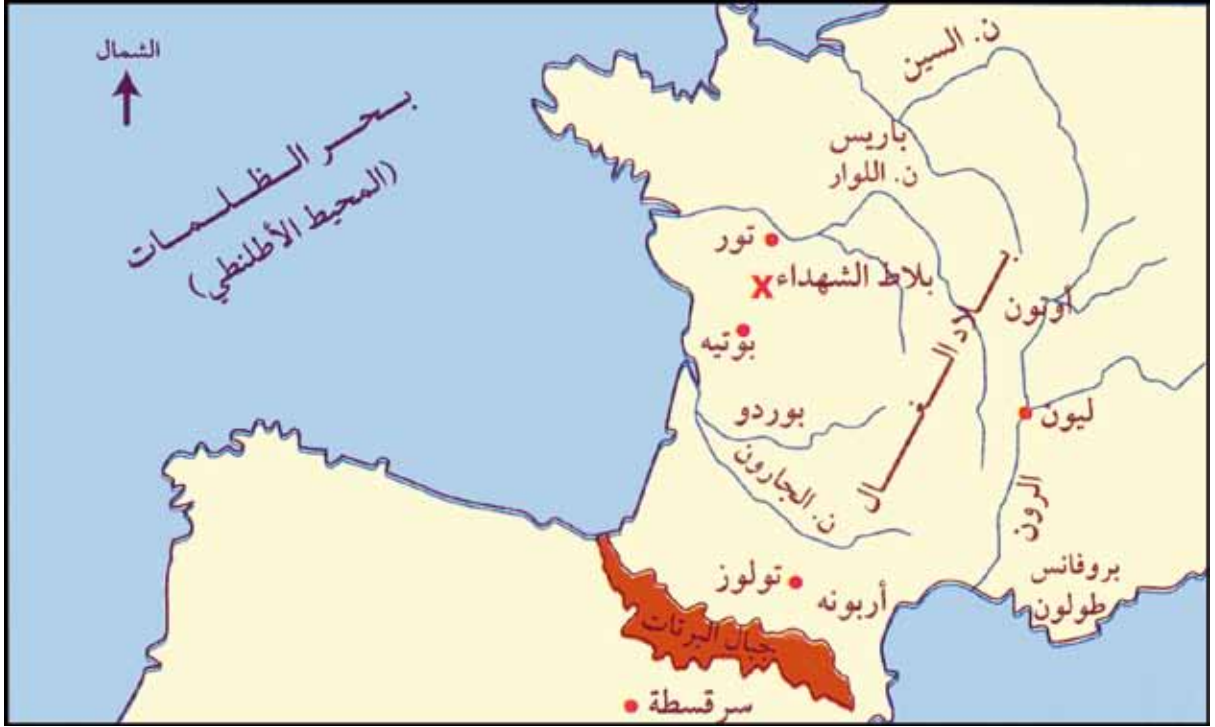 الشمال
بحر الظلمات
(المحيط الأطلنطي)
ن. السين
باريس
ن. اللوار
تور
بلاط الشهداء
X
بوتيه
بلاد الغال
أوتون
ليون
بوردو
ن. الجارون
الرون
بروفانس
طولون
تولوز
أربونه
جبال البرتات
سرقسطة